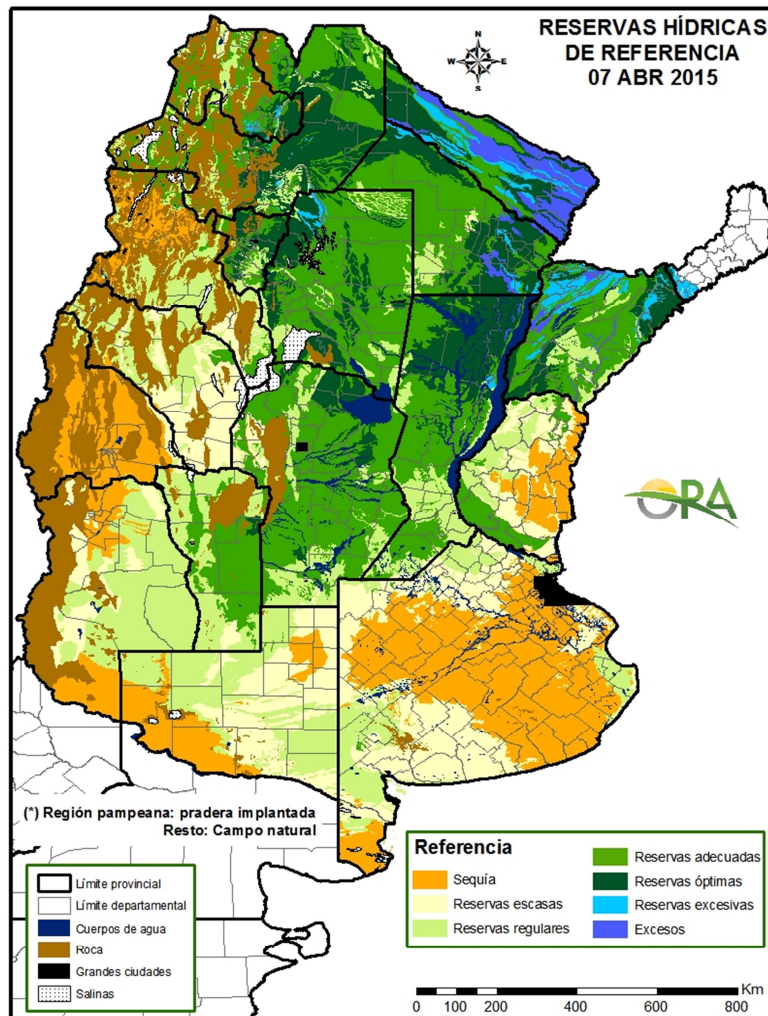 RESERVAS HÍDRICAS
DE REFERENCIA
07 ABR 2015
N
W E
S
ORA
(*) Región pampeana: pradera implantada
Resto: Campo natural
Límite provincial
Límite departamental
Cuerpos de agua
Roca
Grandes ciudades
Salinas
Referencia
Sequía
Reservas escasas
Reservas regulares
Reservas adecuadas
Reservas óptimas
Reservas excesivas
Excesos
Km
0 100 200 400 600 800